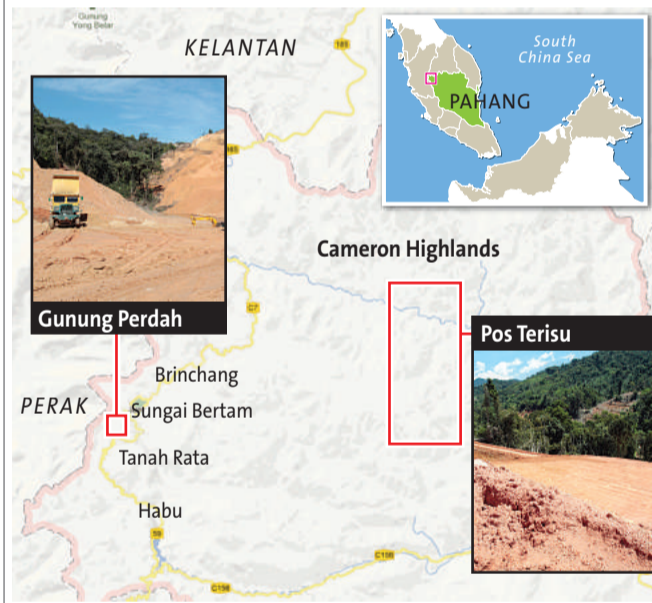 Gunung
Yong Belar
KELANTAN
185
South
China Sea
PAHANG
185
Cameron Highlands
C7
Gunung Perdah
Pos Terisu
Brinchang
PERAK
Sungai Bertam
Tanah Rata
Habu
59
C156
C156